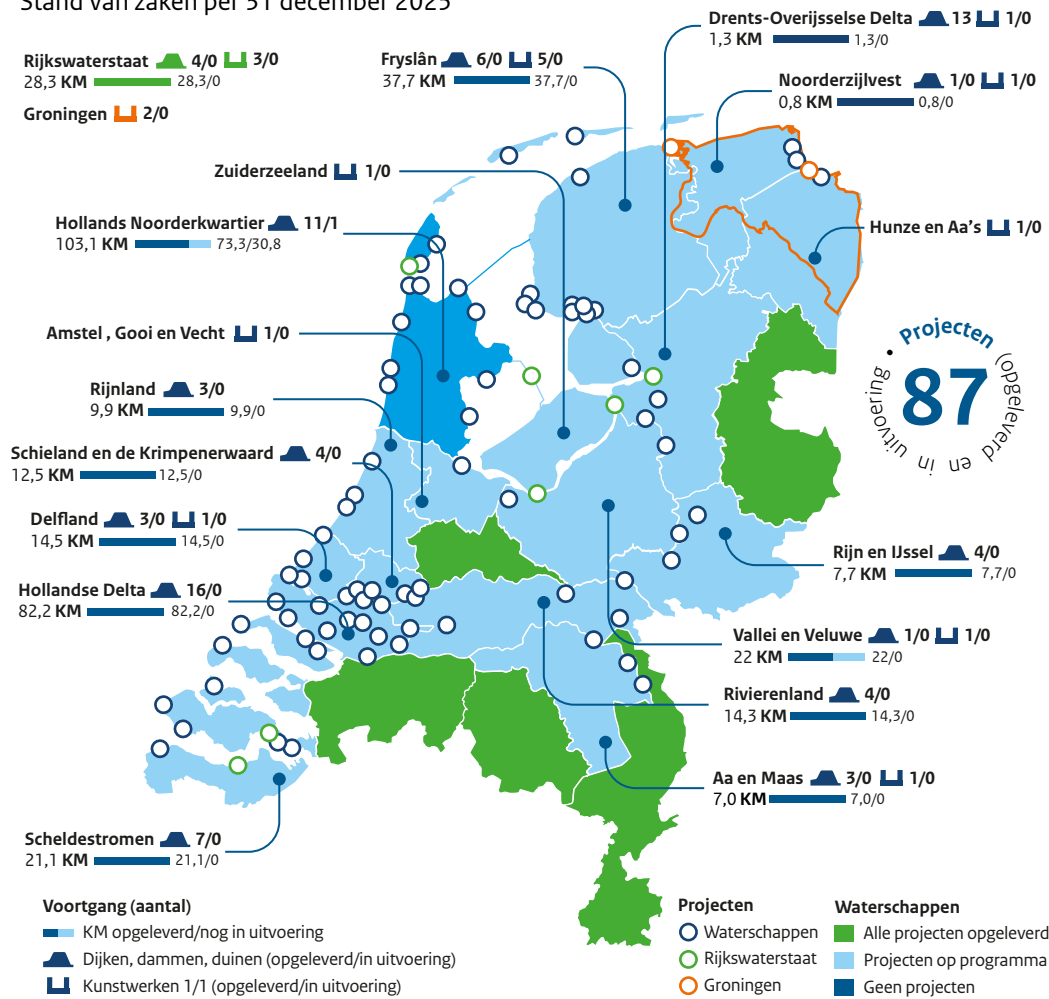 Stand van zaken per 31 december 2025
Rijkswaterstaat 4/0 3/0
28,3 KM 28,3/0
Groningen 2/0
Fryslân 6/0 5/0
37,7 KM 37,7/0
Drents-Overijsselse Delta 13 1/0
1,3 KM 1,3/0
Noorderzijlvest 1/0 1/0
0,8 KM 0,8/0
Zuiderzeeland 1/0
Hollands Noorderkwartier 11/1
103,1 KM 73,3/30,8
Hunze en Aa's 1/0
Amstel , Gooi en Vecht 1/0
Rijnland 3/0
9,9 KM 9,9/0
Projecten
87
(opgeleverd en in uitvoering •
Schieland en de Krimpenerwaard 4/0
12,5 KM 12,5/0
Delfland 3/0 1/0
14,5 KM 14,5/0
Hollandse Delta 16/0
82,2 KM 82,2/0
Rijn en IJssel 4/0
7,7 KM 7,7/0
Vallei en Veluwe 1/0 1/0
22 KM 22/0
Rivierenland 4/0
14,3 KM 14,3/0
Aa en Maas 3/0 1/0
7,0 KM 7,0/0
Scheldestromen 7/0
21,1 KM 21,1/0
Voortgang (aantal)
KM opgeleverd/nog in uitvoering
Dijken, dammen, duinen (opgeleverd/in uitvoering)
Kunstwerken 1/1 (opgeleverd/in uitvoering)
Projecten
Waterschappen
Rijkswaterstaat
Groningen
Waterschappen
Alle projecten opgeleverd
Projecten op programma
Geen projecten